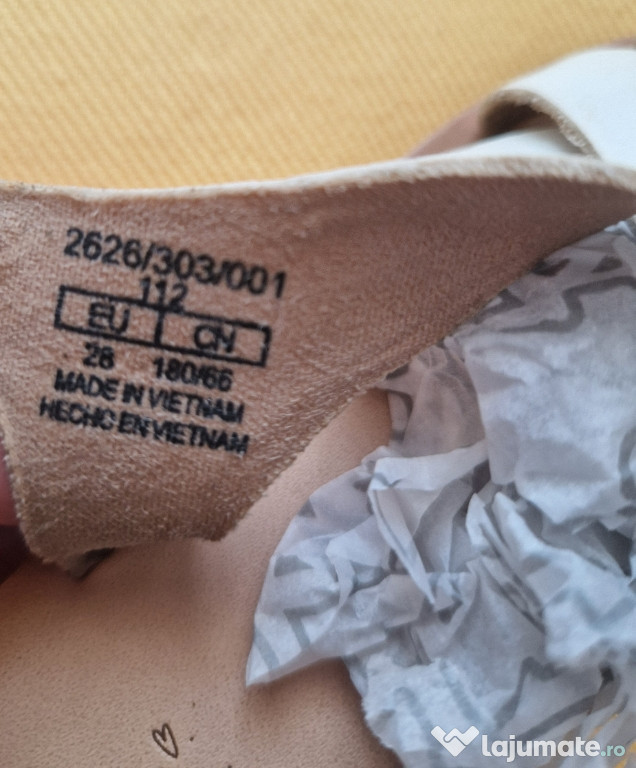 2626/303/001
112
EU CN
28 180/66
MADE IN VIETNAM
HECHO EN VIETNAM
lajumate.ro